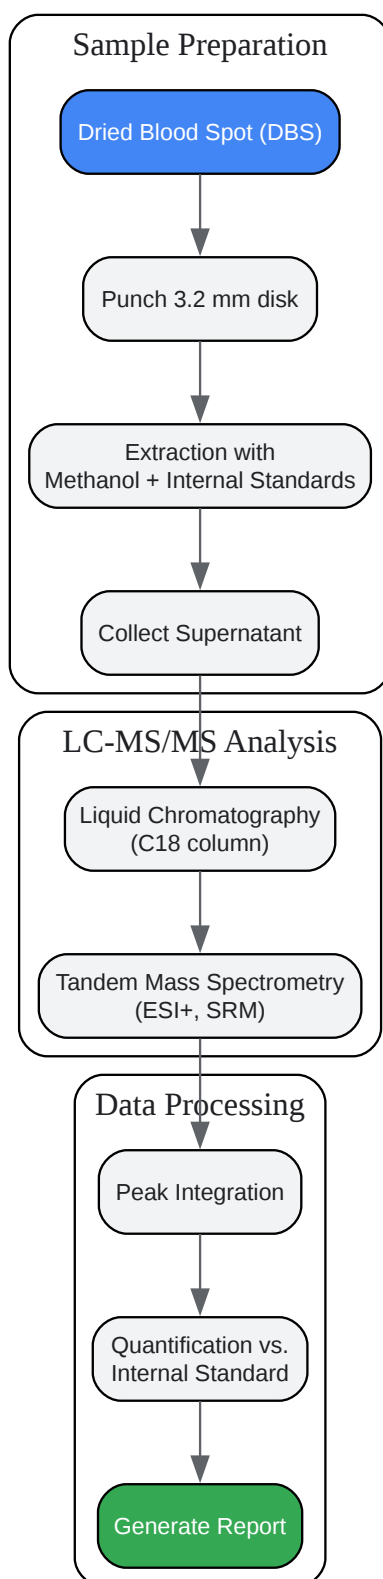 Sample Preparation
Dried Blood Spot (DBS)
Punch 3.2 mm disk
Extraction with
Methanol + Internal Standards
Collect Supernatant
LC-MS/MS Analysis
Liquid Chromatography
(C18 column)
Tandem Mass Spectrometry
(ESI+, SRM)
Data Processing
Peak Integration
Quantification vs.
Internal Standard
Generate Report